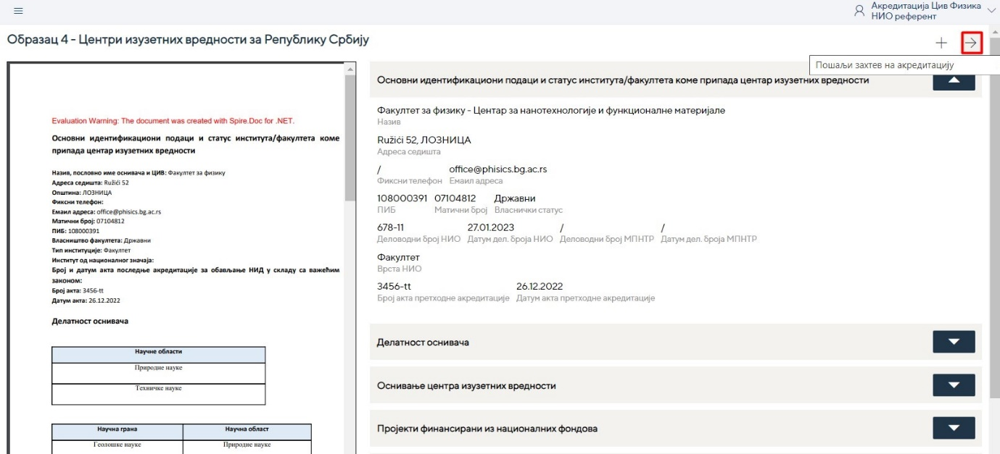 Акредитација Цив Физика
НИО референт
Образац 4 - Центри изузетних вредности за Републику Србију
Пошаљи захтев на акредитацију
Evaluation Warning: The document was created with Spire.Doc for .NET.
Основни идентификациони подаци и статус института/факултета коме
припада центар изузетних вредности
Назив, пословно име оснивача и ЦИВ: Факултет за физику
Адреса седишта: Ružići 52
Општина: ЛОЗНИЦА
Фиксни телефон:
Емаил адреса: office@phisics.bg.ac.rs
Матични број: 07104812
ПИБ: 108000391
Власништво факултета: Државни
Тип институције: Факултет
Институт од националног значаја:
Број и датум акта последње акредитације за обављање НИД у складу са важећим
законом:
Број акта: 3456-tt
Датум акта: 26.12.2022
Делатност оснивача
Научне области
Природне науке
Техничке науке
Научна грана Научна област
Геолошке науке Природне науке
Основни идентификациони подаци и статус института/факултета коме припада центар изузетних вредности
Факултет за физику - Центар за нанотехнологије и функционалне материјале
Назив
Ružići 52, ЛОЗНИЦА
Адреса седишта
/ office@phisics.bg.ac.rs
Фиксни телефон Емаил адреса
108000391 07104812 Државни
ПИБ Матични број Власнички статус
678-11 27.01.2023 / /
Деловодни број НИО Датум дел. броја НИО Деловодни број МПНТР Датум дел. броја МПНТР
Факултет
Врста НИО
3456-tt 26.12.2022
Број акта претходне акредитације Датум акта претходне акредитације
Делатност оснивача
Оснивање центра изузетних вредности
Пројекти финансирани из националних фондова